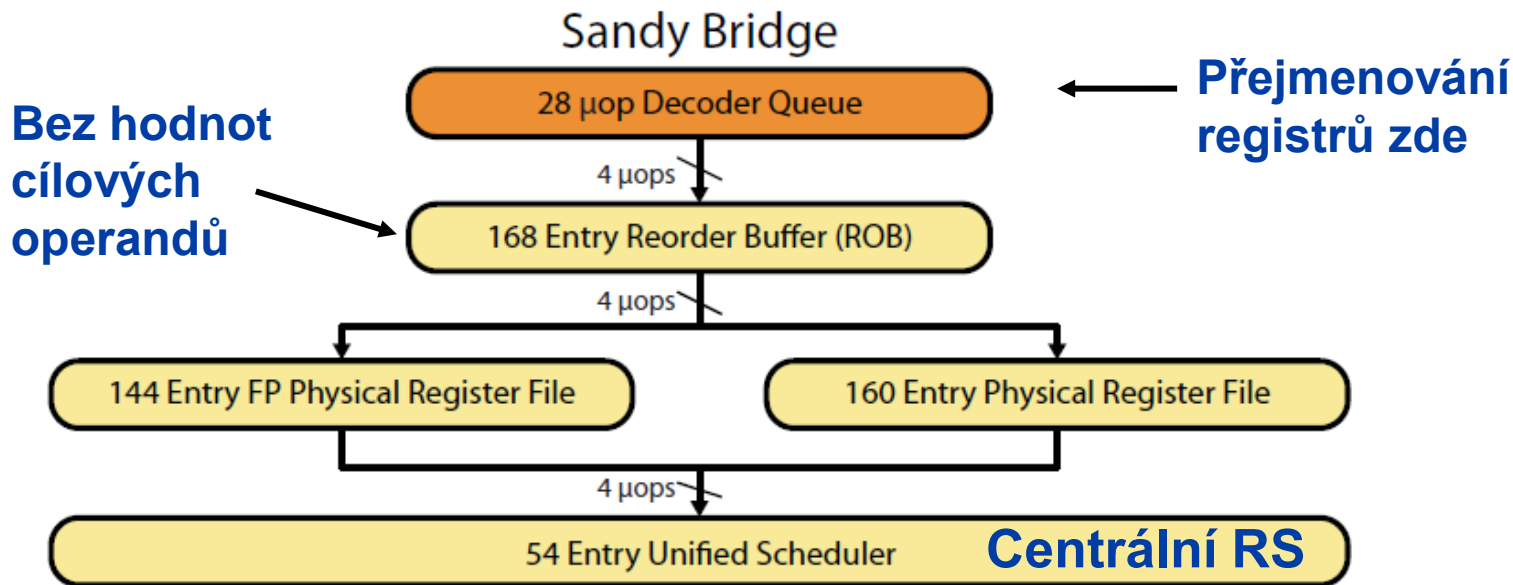 Sandy Bridge
28 µop Decoder Queue
Přejmenování
registrů zde
Bez hodnot
cílových
operandů
4 µops
168 Entry Reorder Buffer (ROB)
4 µops
144 Entry FP Physical Register File
160 Entry Physical Register File
4 µops
54 Entry Unified Scheduler
Centrální RS